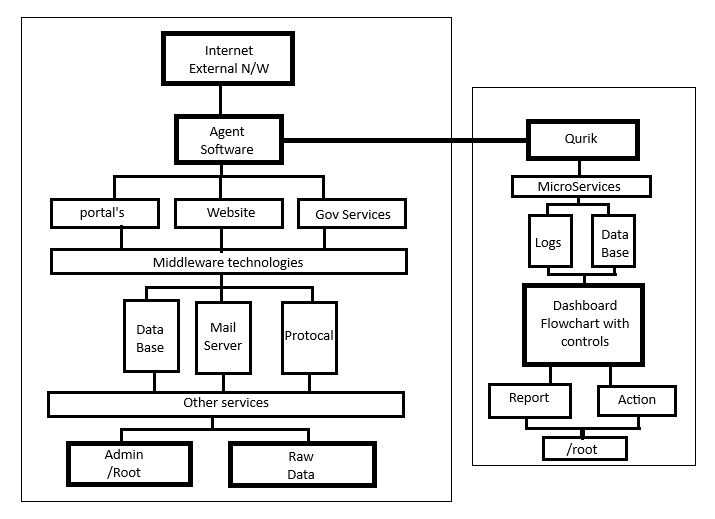 Internet
External N/W
Agent
Software
portal's
Website
Gov Services
Middleware technologies
Data
Base
Mail
Server
Protocal
Other services
Admin
/Root
Raw
Data
Qurik
MicroServices
Logs
Data
Base
Dashboard
Flowchart with
controls
Report
Action
/root